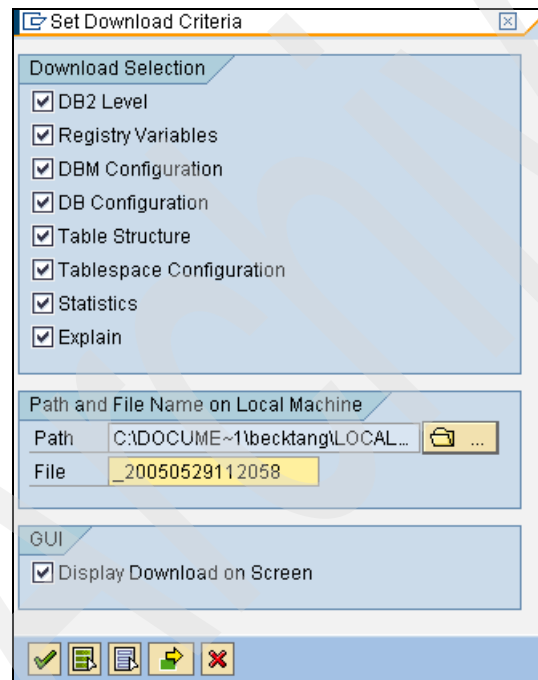 Set Download Criteria
Download Selection
DB2 Level
Registry Variables
DBM Configuration
DB Configuration
Table Structure
Tablespace Configuration
Statistics
Explain
Path and File Name on Local Machine
Path C:\DOCUME~1\becktang\LOCAL... ...
File _20050529112058
GUI
Display Download on Screen